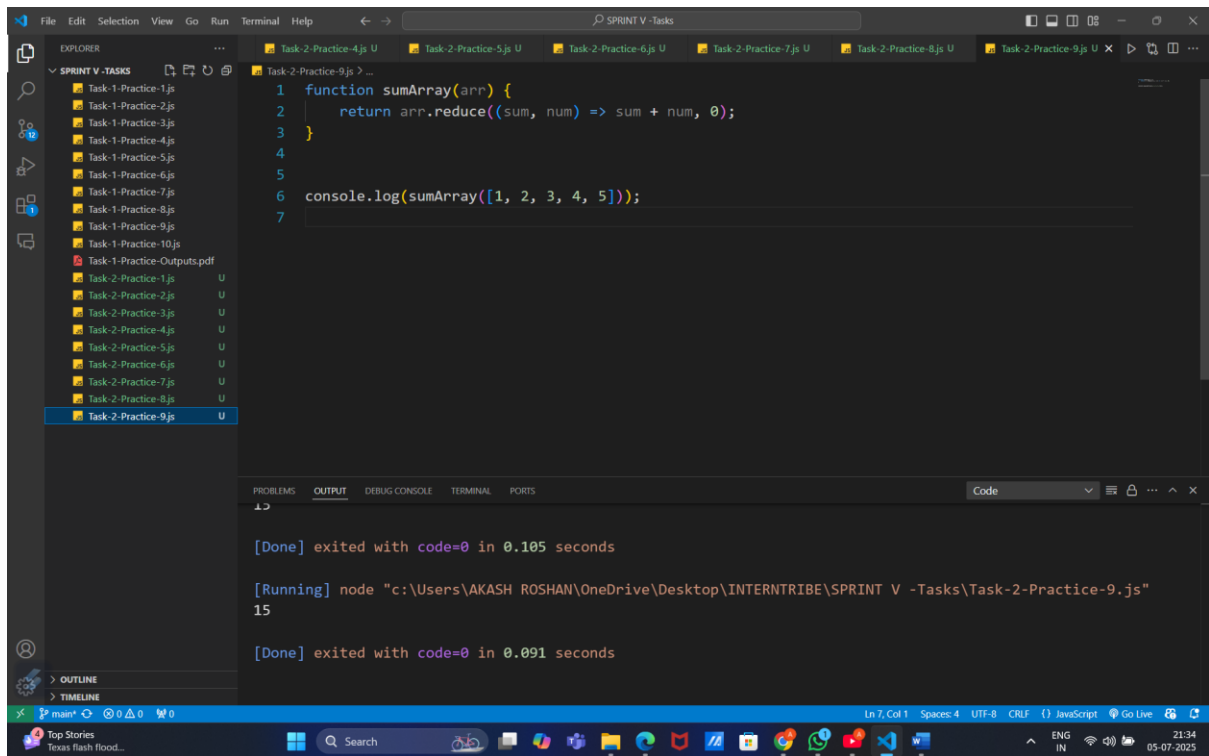 File Edit Selection View Go Run Terminal Help
SPRINT V -Tasks
EXPLORER
SPRINT V -TASKS
Task-1-Practice-1.js
Task-1-Practice-2.js
Task-1-Practice-3.js
Task-1-Practice-4.js
Task-1-Practice-5.js
Task-1-Practice-6.js
Task-1-Practice-7.js
Task-1-Practice-8.js
Task-1-Practice-9.js
Task-1-Practice-10.js
Task-1-Practice-Outputs.pdf
Task-2-Practice-1.js U
Task-2-Practice-2.js U
Task-2-Practice-3.js U
Task-2-Practice-4.js U
Task-2-Practice-5.js U
Task-2-Practice-6.js U
Task-2-Practice-7.js U
Task-2-Practice-8.js U
Task-2-Practice-9.js U
OUTLINE
TIMELINE
12
1
Task-2-Practice-4.js U Task-2-Practice-5.js U Task-2-Practice-6.js U Task-2-Practice-7.js U Task-2-Practice-8.js U Task-2-Practice-9.js U
Task-2-Practice-9.js > ...
1 function sumArray(arr) {
2 return arr.reduce((sum, num) => sum + num, 0);
3 }
4
5
6 console.log(sumArray([1, 2, 3, 4, 5]));
7
PROBLEMS OUTPUT DEBUG CONSOLE TERMINAL PORTS Code
15
[Done] exited with code=0 in 0.105 seconds
[Running] node "c:\Users\AKASH ROSHAN\OneDrive\Desktop\INTERNTRIBE\SPRINT V -Tasks\Task-2-Practice-9.js"
15
[Done] exited with code=0 in 0.091 seconds
main* 0 0 0 Ln 7, Col 1 Spaces: 4 UTF-8 CRLF {} JavaScript Go Live
4 Top Stories
Texas flash flood...
Search
ENG
IN
21:34
05-07-2025